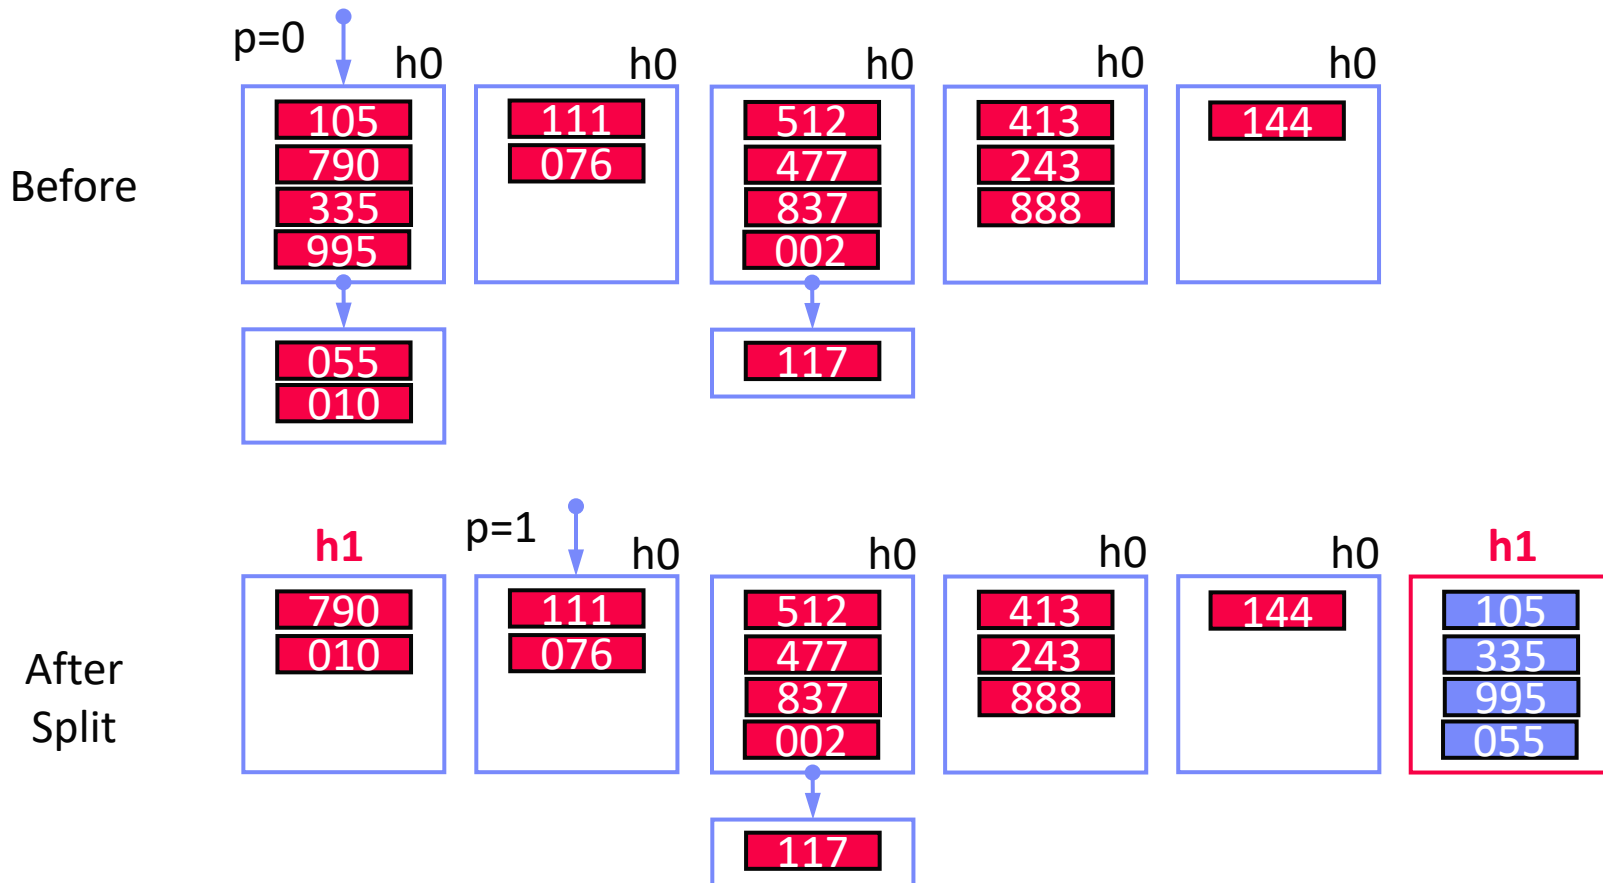 p=0 h0 h0 h0 h0 h0
105 111 512 413 144
Before
790 076 477 243
335 837 888
995 002
055 117
010
p=1
h1 h0 h0 h0 h0 h1
790 111 512 413 144 105
010 076 477 243 335
After
837 888 995
Split
002 055
117